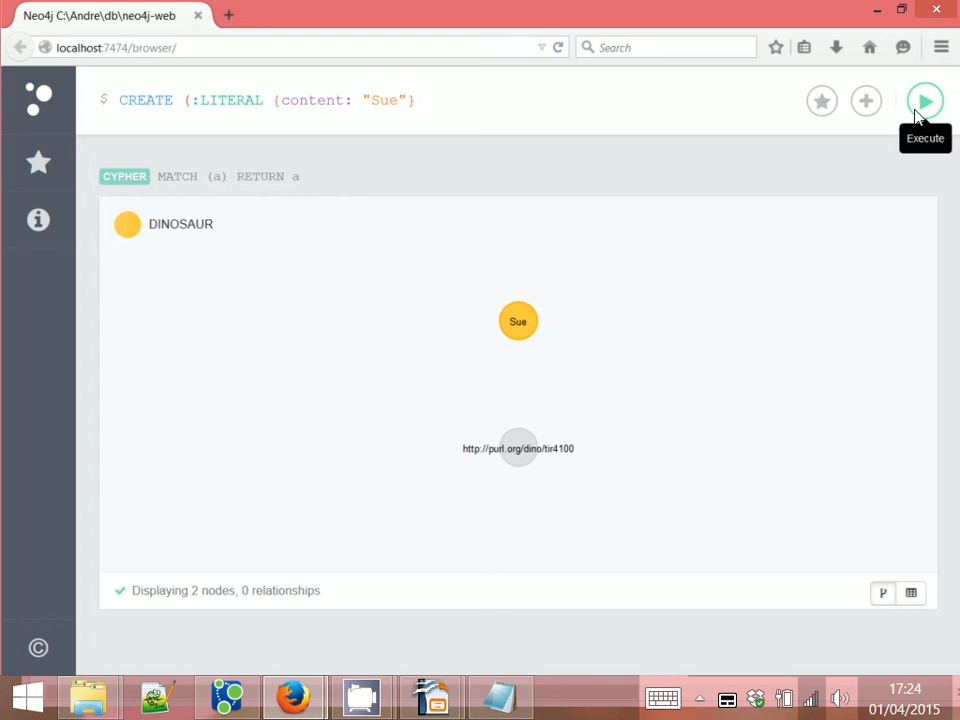 Neo4j C:\Andre\db\neo4j-web
localhost:7474/browser/
Search
$ CREATE (:LITERAL {content: "Sue"}
Execute
CYPHER MATCH (a) RETURN a
DINOSAUR
Sue
http://purl.org/dino/tir4100
Displaying 2 nodes, 0 relationships
©
17:24
01/04/2015